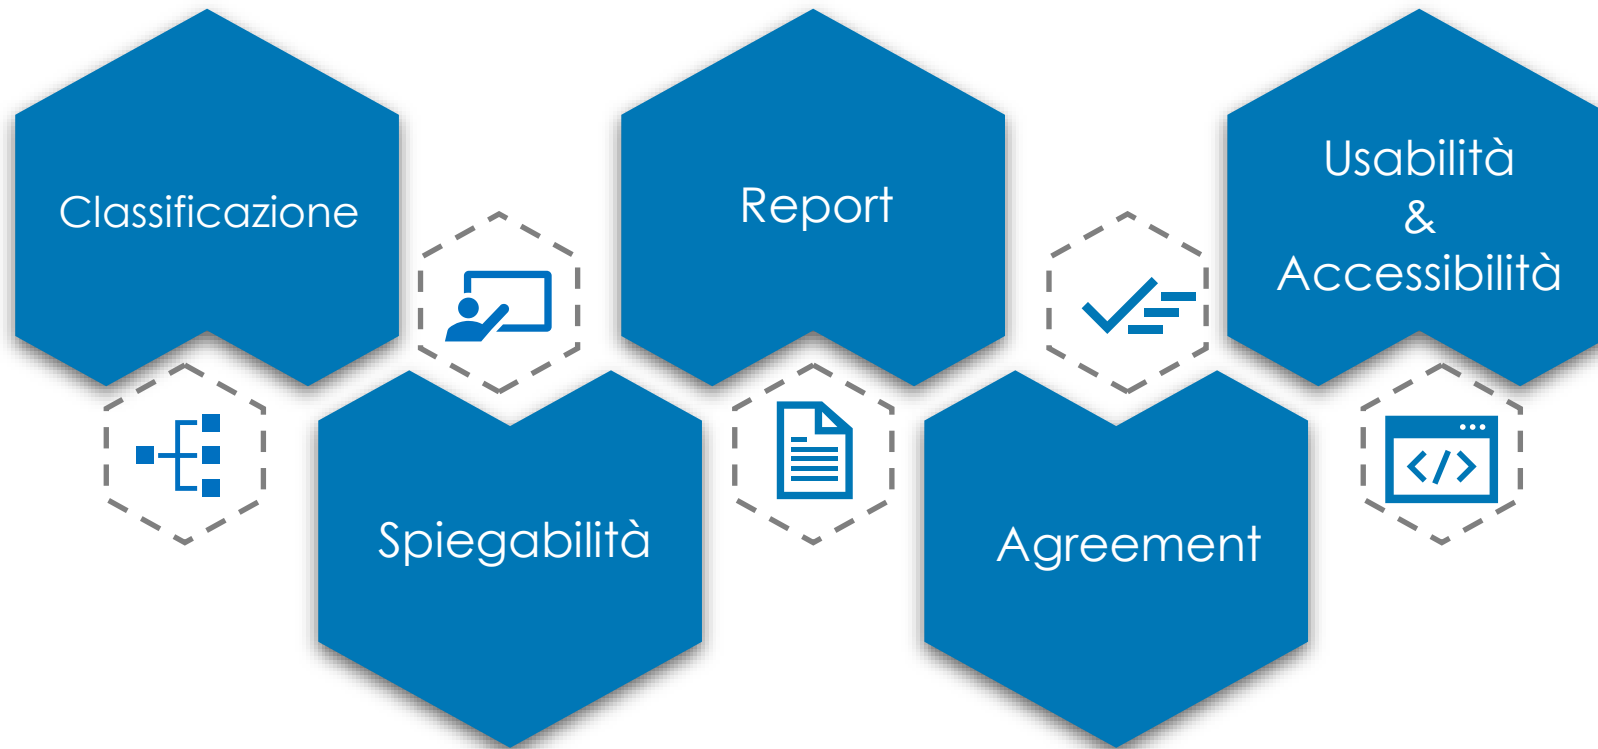 Classificazione
Spiegabilità
Report
Agreement
Usabilità
&
Accessibilità